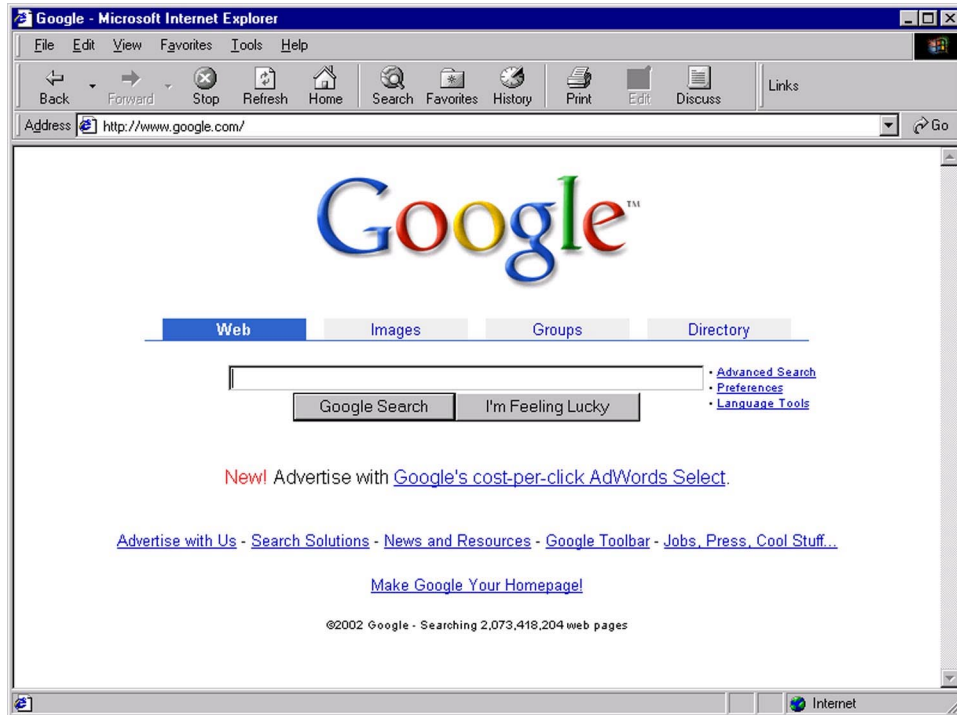 Google - Microsoft Internet Explorer
File Edit View Favorites Tools Help
Back Forward Stop Refresh Home Search Favorites History Print Edit Discuss Links
Address http://www.google.com/ Go
Google™
Web Images Groups Directory
• Advanced Search
• Preferences
• Language Tools
Google Search I'm Feeling Lucky
New! Advertise with Google's cost-per-click AdWords Select.
Advertise with Us - Search Solutions - News and Resources - Google Toolbar - Jobs, Press, Cool Stuff...
Make Google Your Homepage!
©2002 Google - Searching 2,073,418,204 web pages
Internet